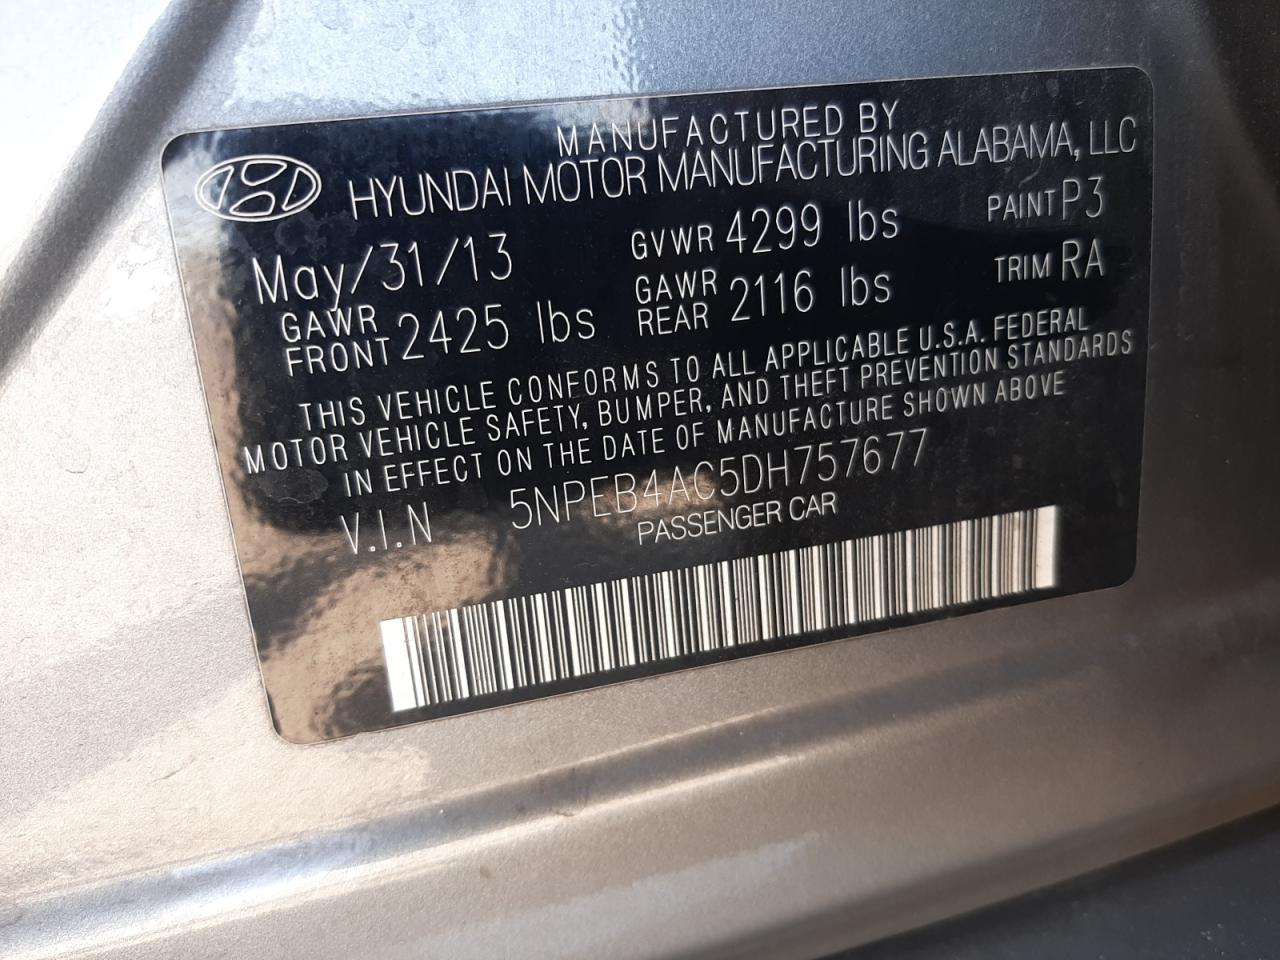 MANUFACTURED BY
HYUNDAI MOTOR MANUFACTURING ALABAMA, LLC
May/31/13 GVWR 4299 lbs PAINT P3
GAWR FRONT 2425 lbs GAWR REAR 2116 lbs TRIM RA
THIS VEHICLE CONFORMS TO ALL APPLICABLE U.S.A. FEDERAL
MOTOR VEHICLE SAFETY, BUMPER, AND THEFT PREVENTION STANDARDS
IN EFFECT ON THE DATE OF MANUFACTURE SHOWN ABOVE
V.I.N 5NPEB4AC5DH757677
PASSENGER CAR